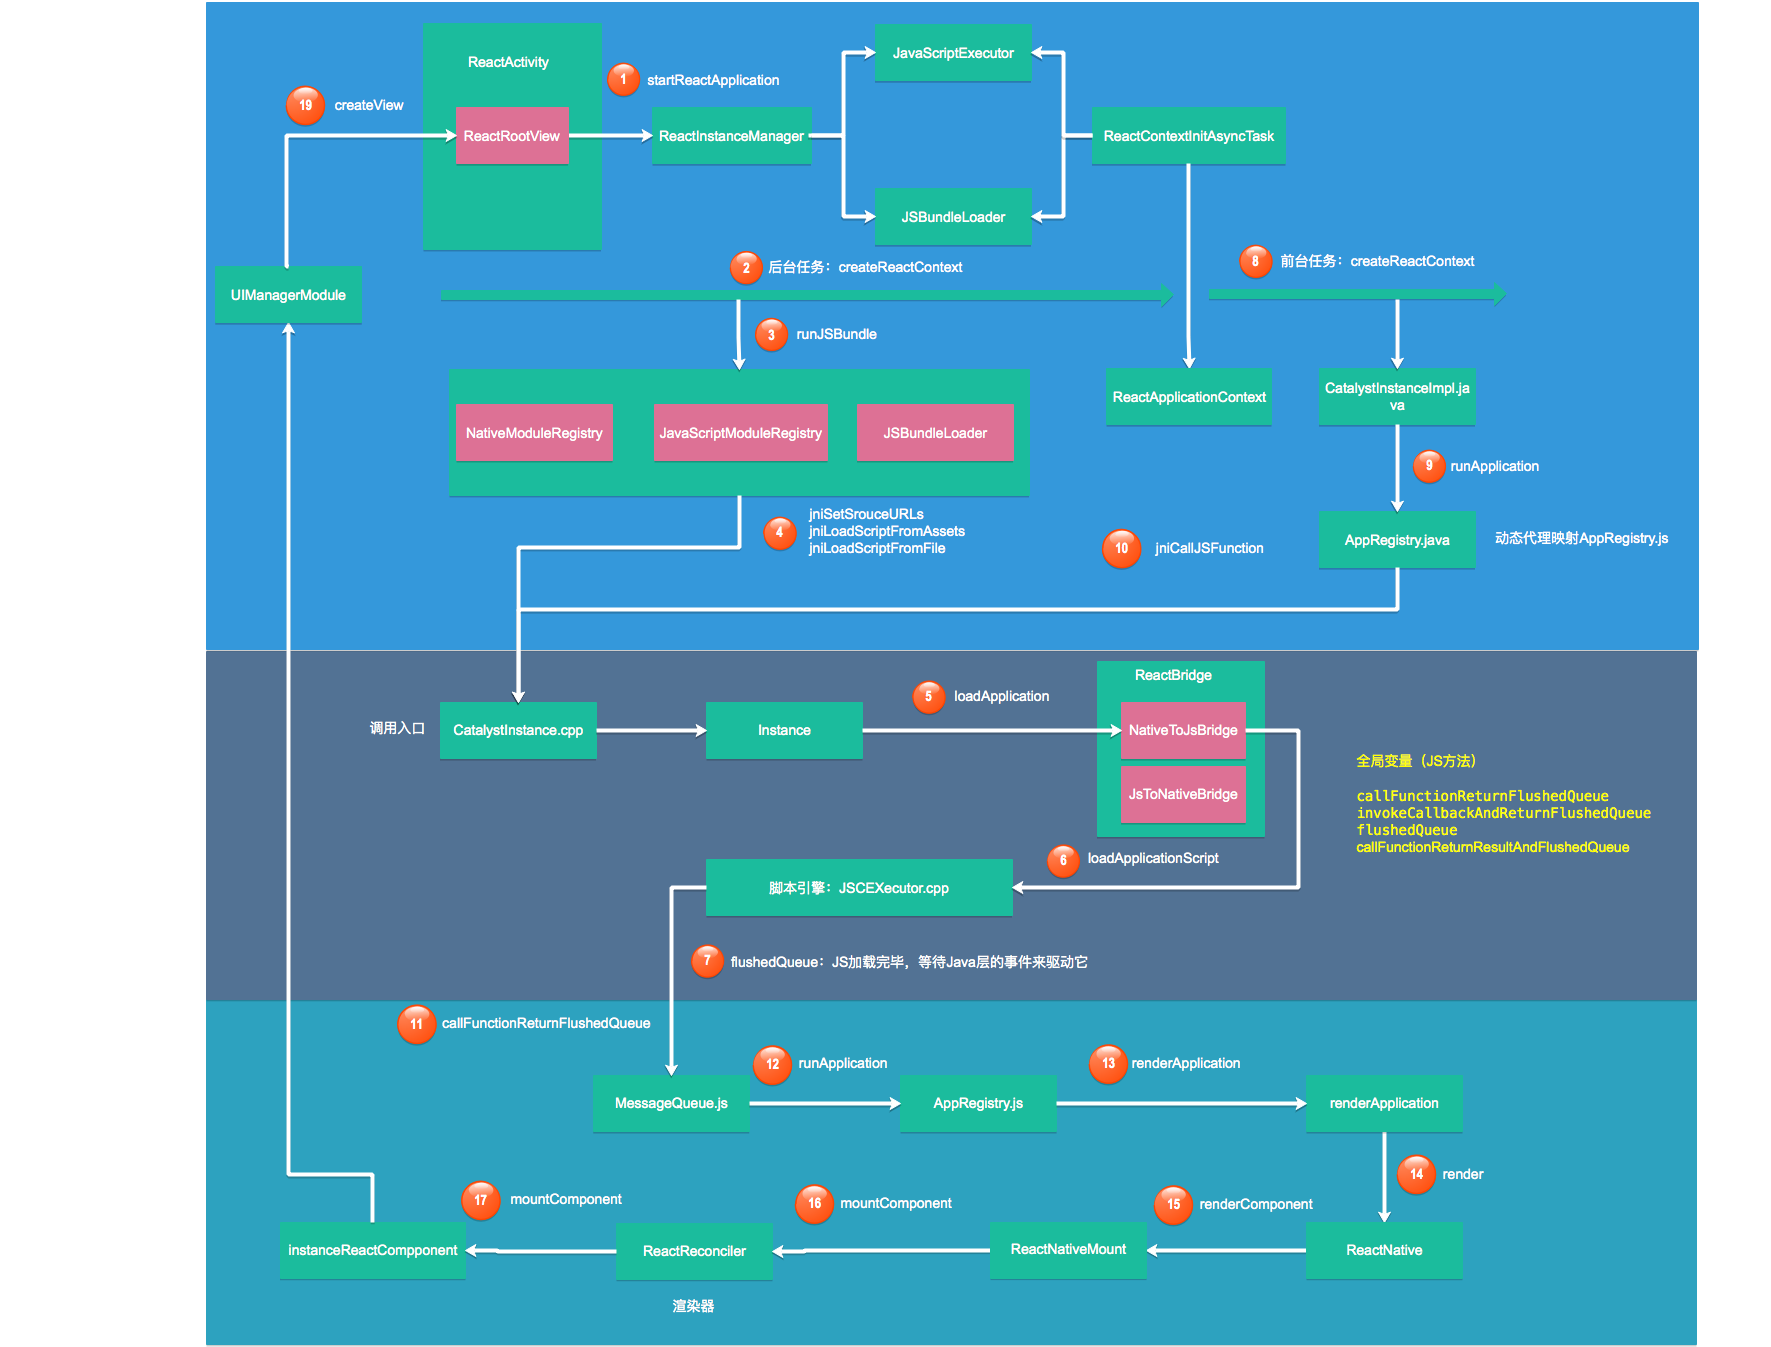 ReactActivity
1 startReactApplication
JavaScriptExecutor
19 createView
ReactRootView
ReactInstanceManager
ReactContextInitAsyncTask
JSBundleLoader
2 后台任务：createReactContext
8 前台任务：createReactContext
UIManagerModule
3 runJSBundle
NativeModuleRegistry
JavaScriptModuleRegistry
JSBundleLoader
ReactApplicationContext
CatalystInstanceImpl.ja
va
9 runApplication
4 jniSetSrouceURLs
jniLoadScriptFromAssets
jniLoadScriptFromFile
10 jniCallJSFunction
AppRegistry.java
动态代理映射AppRegistry.js
调用入口
CatalystInstance.cpp
Instance
5 loadApplication
ReactBridge
NativeToJsBridge
JsToNativeBridge
全局变量（JS方法）
callFunctionReturnFlushedQueue
invokeCallbackAndReturnFlushedQueue
flushedQueue
callFunctionReturnResultAndFlushedQueue
6 loadApplicationScript
脚本引擎：JSCEXecutor.cpp
7 flushedQueue：JS加载完毕，等待Java层的事件来驱动它
11 callFunctionReturnFlushedQueue
12 runApplication
13 renderApplication
MessageQueue.js
AppRegistry.js
renderApplication
14 render
17 mountComponent
16 mountComponent
15 renderComponent
instanceReactCompponent
ReactReconciler
ReactNativeMount
ReactNative
渲染器